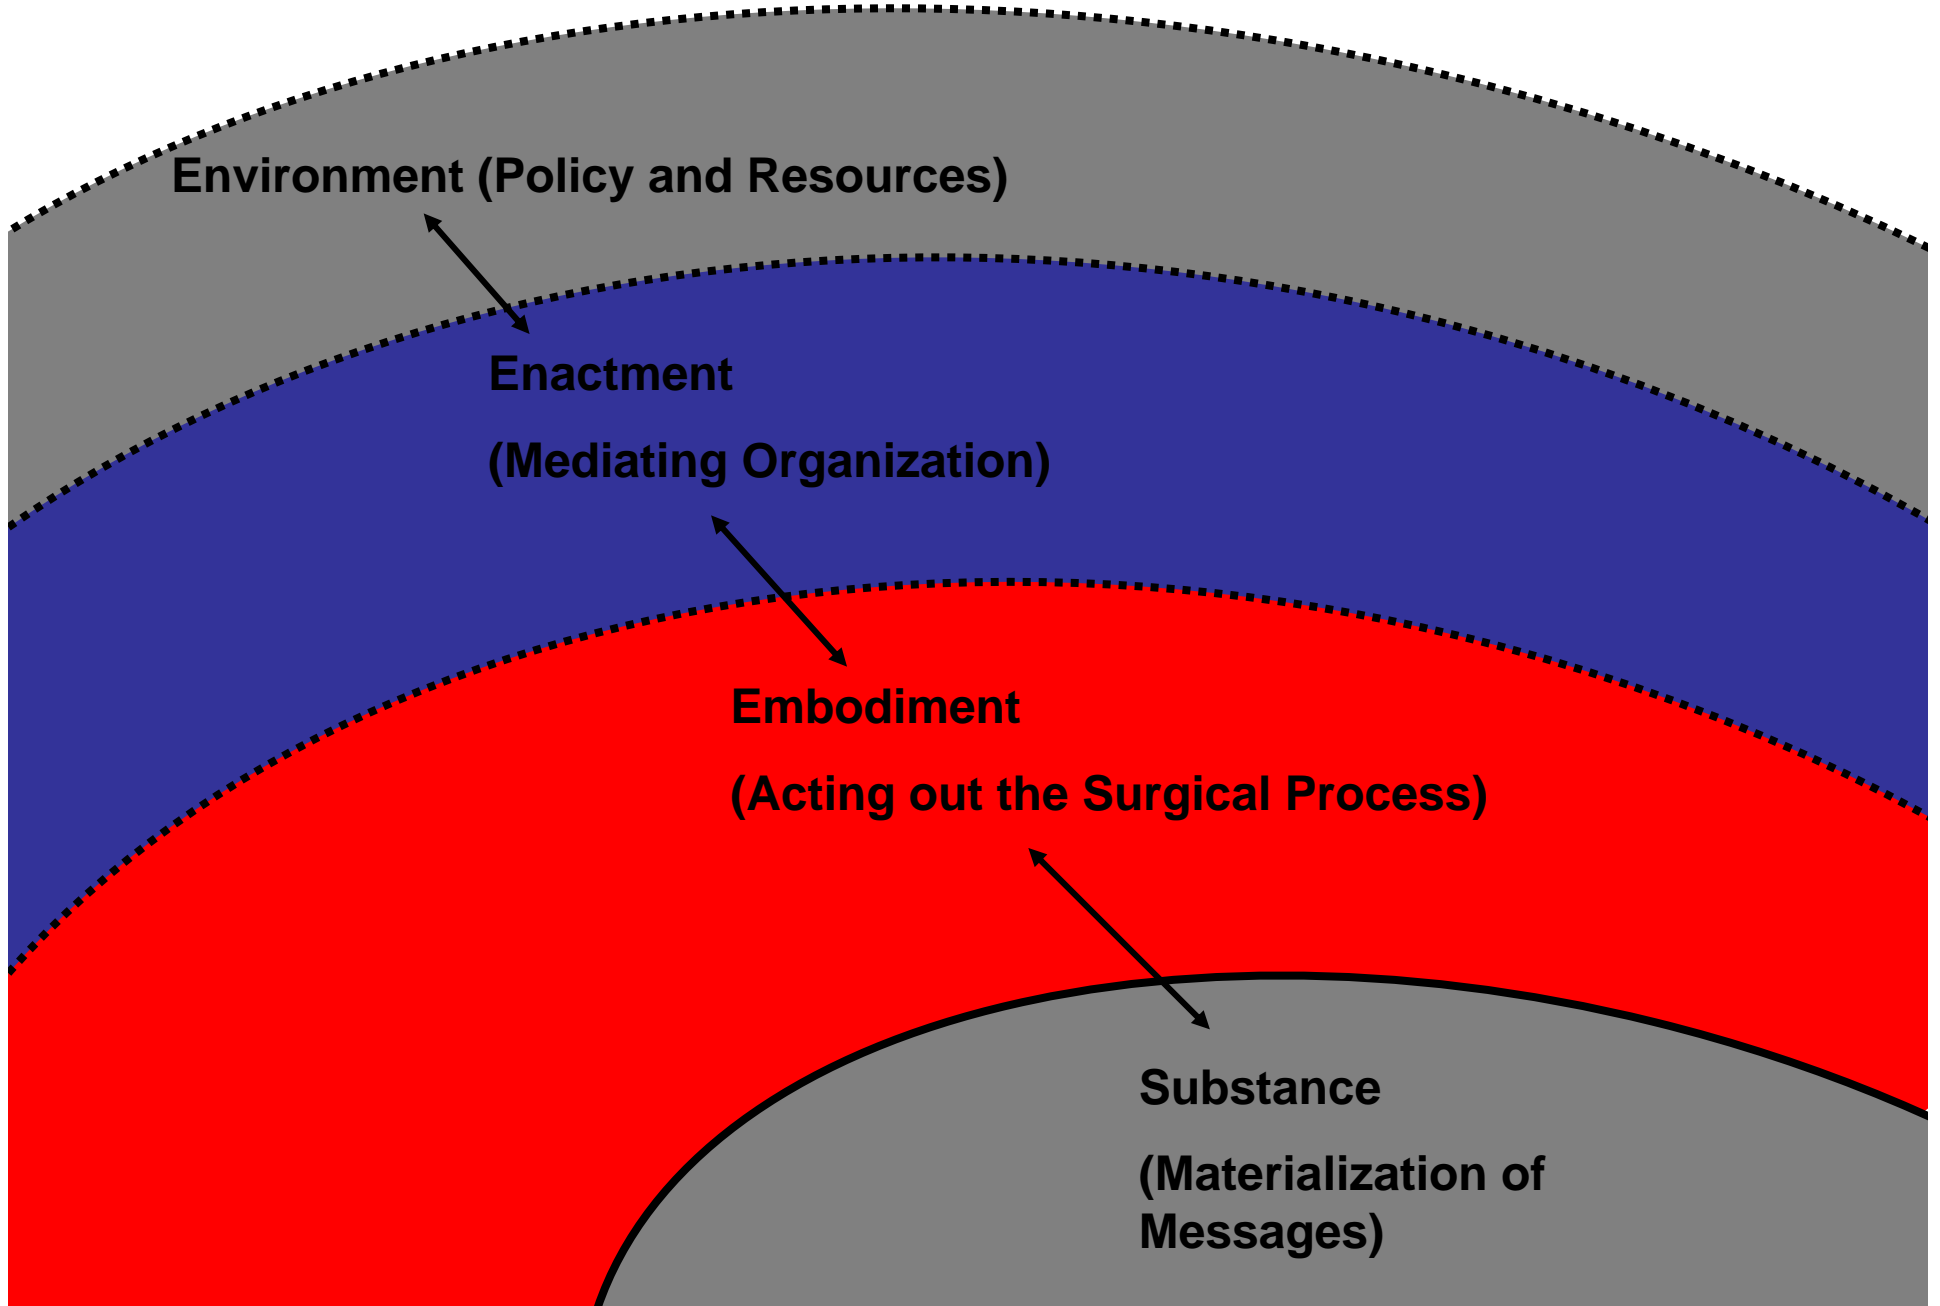 Environment (Policy and Resources)
Enactment
(Mediating Organization)
Embodiment
(Acting out the Surgical Process)
Substance
(Materialization of
Messages)